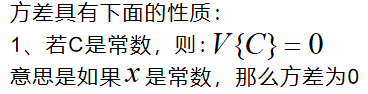 方差具有下面的性质：
1、若C是常数，则：V{C} = 0
意思是如果 x 是常数，那么方差为0